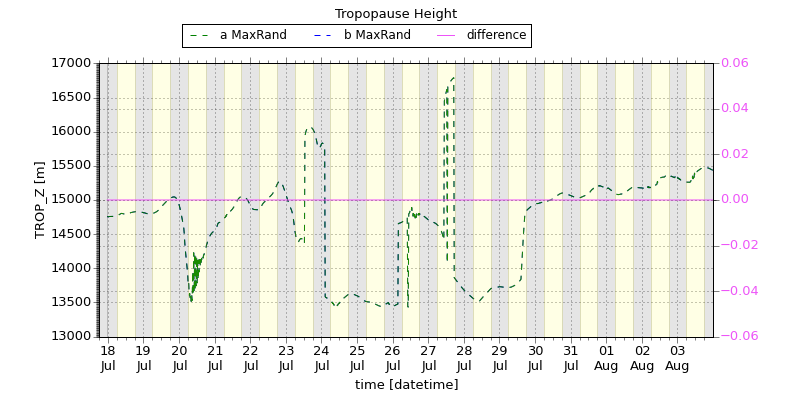 Tropopause Height
a MaxRand b MaxRand difference
17000
16500
16000
15500
15000
14500
14000
13500
13000
TROP_Z [m]
0.06
0.04
0.02
0.00
−0.02
−0.04
−0.06
18 19 20 21 22 23 24 25 26 27 28 29 30 31 01 02 03
Jul Jul Jul Jul Jul Jul Jul Jul Jul Jul Jul Jul Jul Jul Aug Aug Aug
time [datetime]